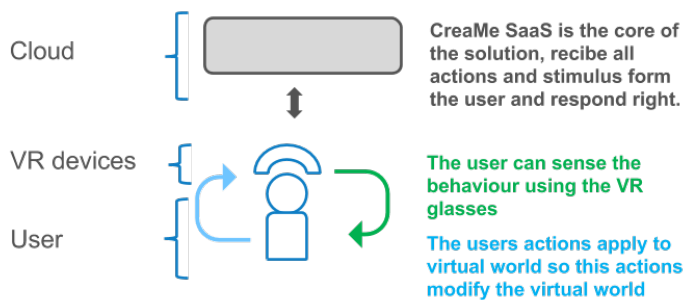 Cloud
CreaMe SaaS is the core of
the solution, recibe all
actions and stimulus form
the user and respond right.
VR devices
The user can sense the
behaviour using the VR
glasses
User
The users actions apply to
virtual world so this actions
modify the virtual world